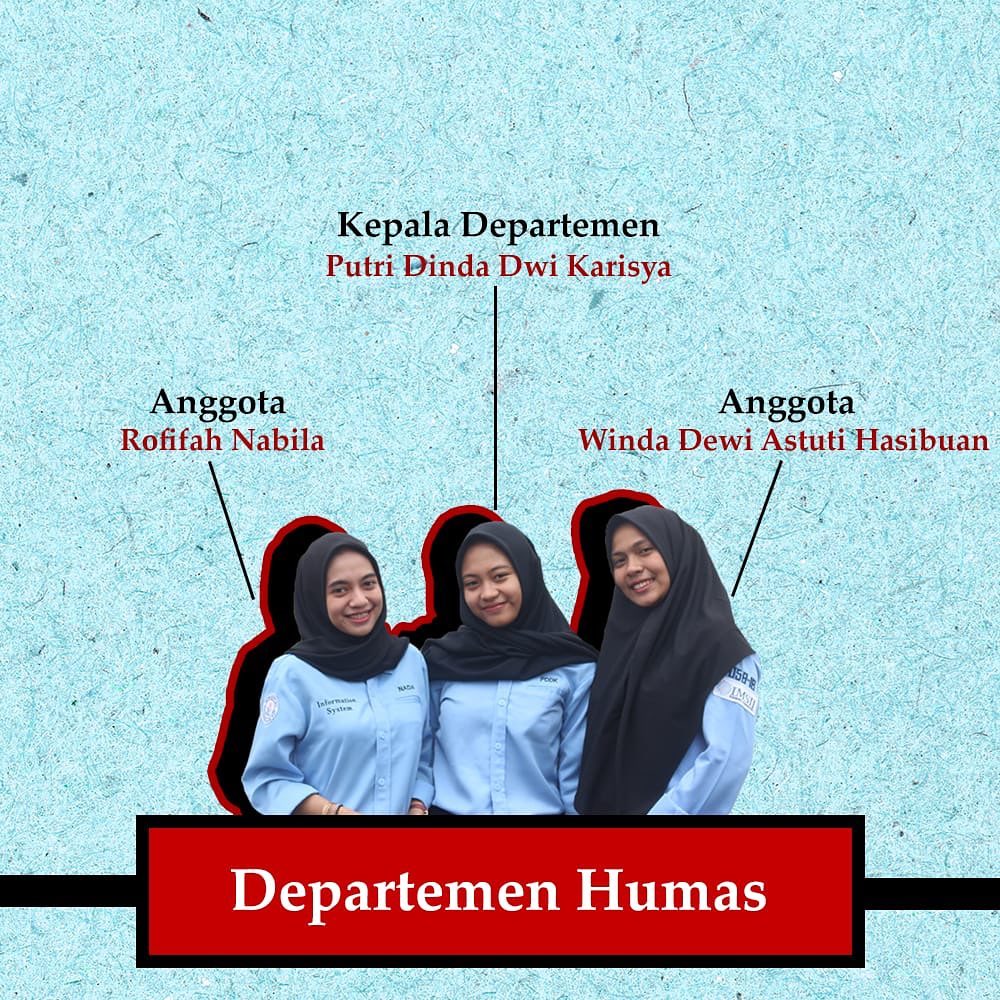 Kepala Departemen
Putri Dinda Dwi Karisya
Anggota
Rofifah Nabila
Anggota
Winda Dewi Astuti Hasibuan
Information
System
NADA
PDDK
IMSI
Departemen Humas